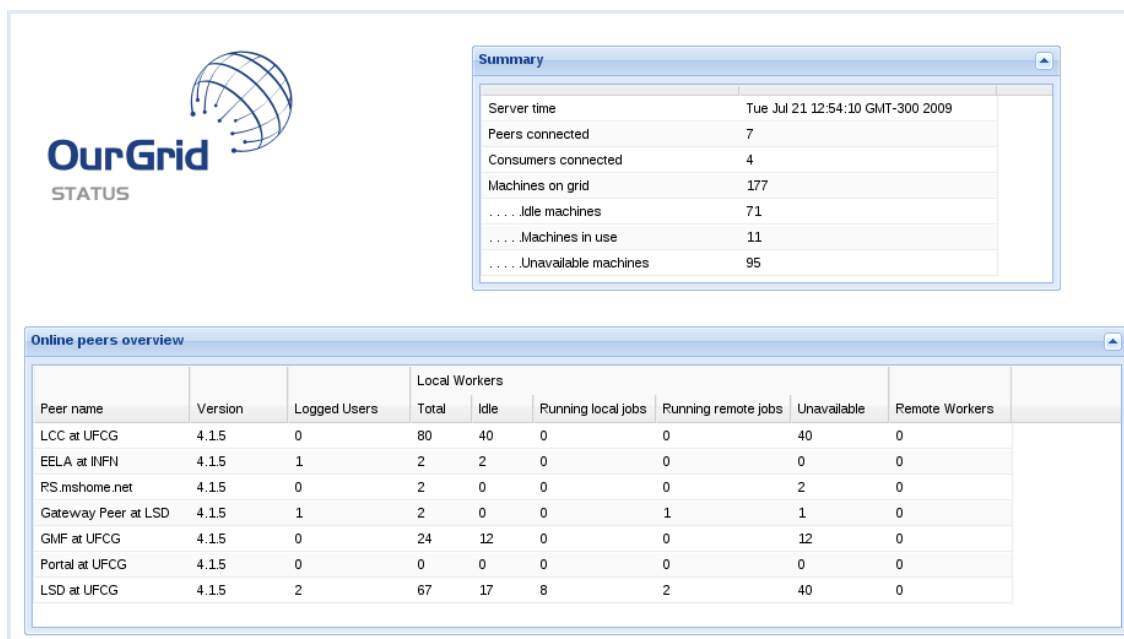 OurGrid
STATUS
Summary
Server time Tue Jul 21 12:54:10 GMT-300 2009
Peers connected 7
Consumers connected 4
Machines on grid 177
. . . . .Idle machines 71
. . . . .Machines in use 11
. . . . .Unavailable machines 95
Online peers overview
Local Workers
Peer name Version Logged Users Total Idle Running local jobs Running remote jobs Unavailable Remote Workers
LCC at UFCG 4.1.5 0 80 40 0 0 40 0
EELA at INFN 4.1.5 1 2 2 0 0 0 0
RS.mshome.net 4.1.5 0 2 0 0 0 2 0
Gateway Peer at LSD 4.1.5 1 2 0 0 1 1 0
GMF at UFCG 4.1.5 0 24 12 0 0 12 0
Portal at UFCG 4.1.5 0 0 0 0 0 0 0
LSD at UFCG 4.1.5 2 67 17 8 2 40 0